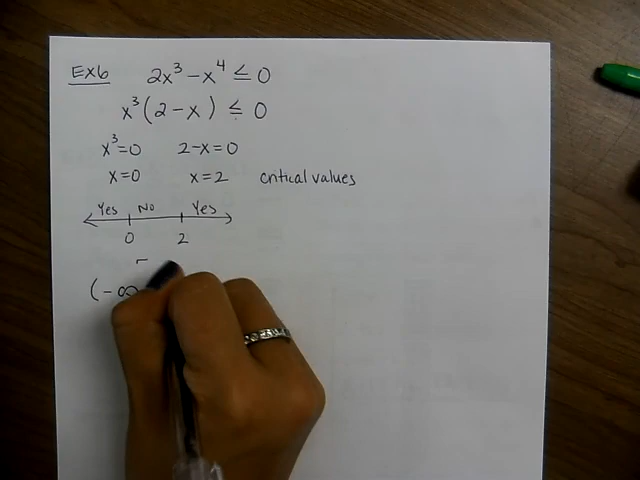 Ex6 2x³ - x⁴ ≤ 0
x³(2 - x) ≤ 0
x³=0 2-x=0
x=0 x=2 critical values
Yes No Yes
0 2
(-∞